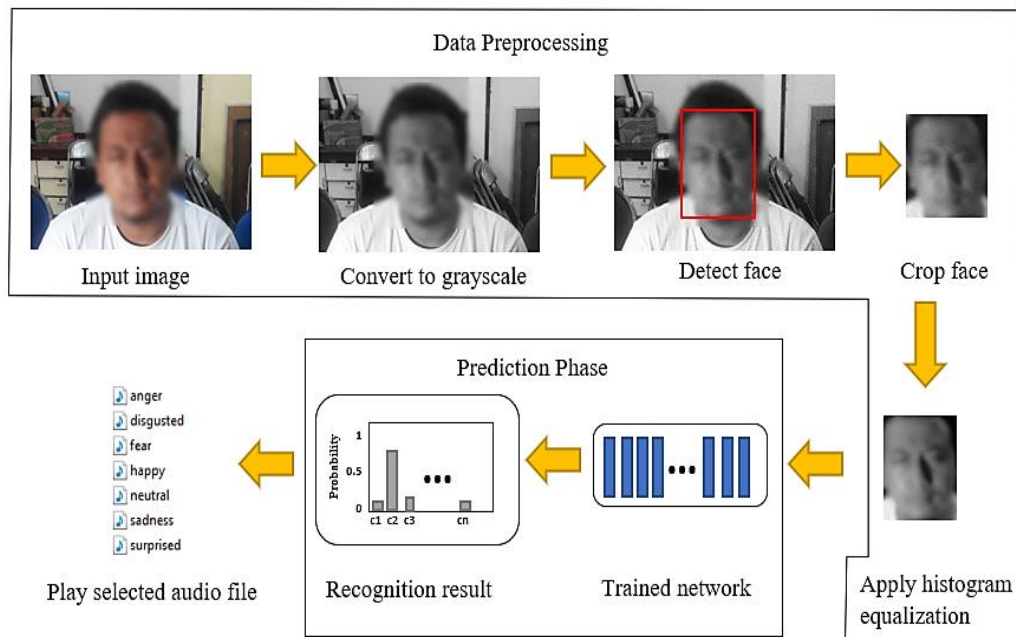 Data Preprocessing
Input image
Convert to grayscale
Detect face
Crop face
Prediction Phase
anger
disgusted
fear
happy
neutral
sadness
surprised
Probability
1
0.5
0
c1 c2 c3 cn
Play selected audio file
Recognition result
Trained network
Apply histogram
equalization